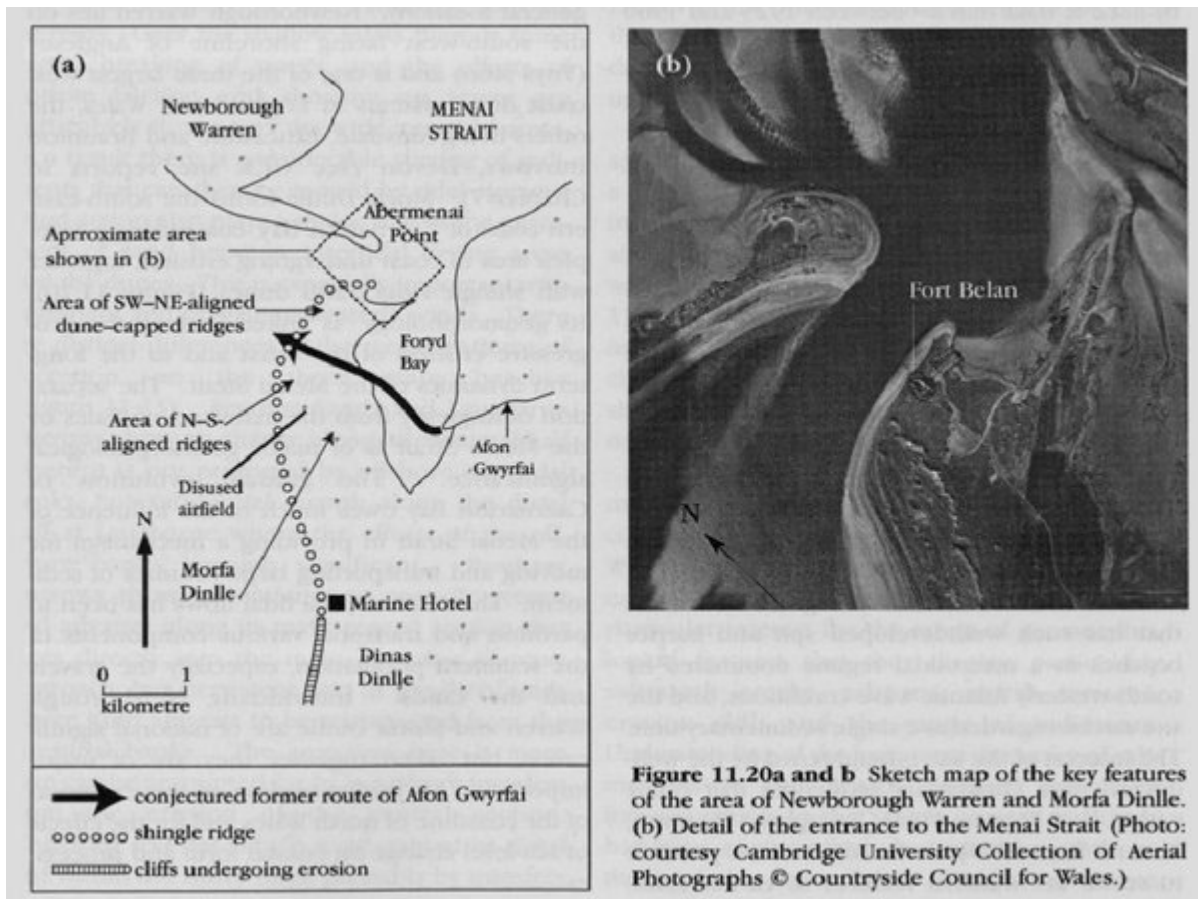 (a)
Newborough
Warren
MENAI
STRAIT
Abermenai
Point
Aprroximate area
shown in (b)
Area of SW–NE-aligned
dune–capped ridges
Foryd
Bay
Area of N–S-
aligned ridges
Afon
Gwyrfai
Disused
airfield
N
Morfa
Dinlle
Marine Hotel
0 1
kilometre
Dinas
Dinlle
conjectured former route of Afon Gwyrfai
shingle ridge
cliffs undergoing erosion
(b)
Fort Belan
N
Figure 11.20a and b Sketch map of the key features
of the area of Newborough Warren and Morfa Dinlle.
(b) Detail of the entrance to the Menai Strait (Photo:
courtesy Cambridge University Collection of Aerial
Photographs © Countryside Council for Wales.)